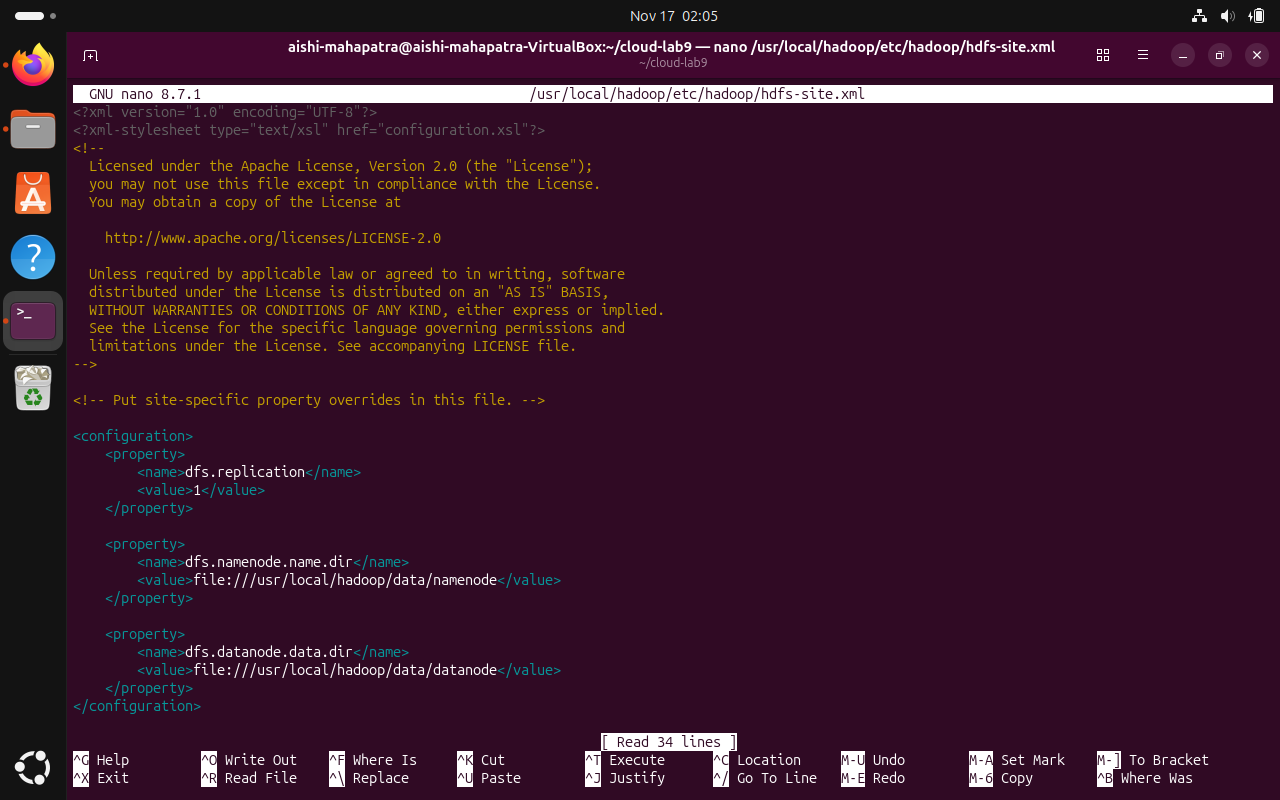 Nov 17 02:05
aishi-mahapatra@aishi-mahapatra-VirtualBox:~/cloud-lab9 — nano /usr/local/hadoop/etc/hadoop/hdfs-site.xml
~/cloud-lab9
GNU nano 8.7.1 /usr/local/hadoop/etc/hadoop/hdfs-site.xml
<?xml version="1.0" encoding="UTF-8"?>
<?xml-stylesheet type="text/xsl" href="configuration.xsl"?>
<!--
  Licensed under the Apache License, Version 2.0 (the "License");
  you may not use this file except in compliance with the License.
  You may obtain a copy of the License at

    http://www.apache.org/licenses/LICENSE-2.0

  Unless required by applicable law or agreed to in writing, software
  distributed under the License is distributed on an "AS IS" BASIS,
  WITHOUT WARRANTIES OR CONDITIONS OF ANY KIND, either express or implied.
  See the License for the specific language governing permissions and
  limitations under the License. See accompanying LICENSE file.
-->

<!-- Put site-specific property overrides in this file. -->

<configuration>
    <property>
        <name>dfs.replication</name>
        <value>1</value>
    </property>

    <property>
        <name>dfs.namenode.name.dir</name>
        <value>file:///usr/local/hadoop/data/namenode</value>
    </property>

    <property>
        <name>dfs.datanode.data.dir</name>
        <value>file:///usr/local/hadoop/data/datanode</value>
    </property>
</configuration>

[ Read 34 lines ]
^G Help ^O Write Out ^F Where Is ^K Cut ^T Execute ^C Location M-U Undo M-A Set Mark M-] To Bracket
^X Exit ^R Read File ^\ Replace ^U Paste ^J Justify ^/ Go To Line M-E Redo M-6 Copy ^B Where Was